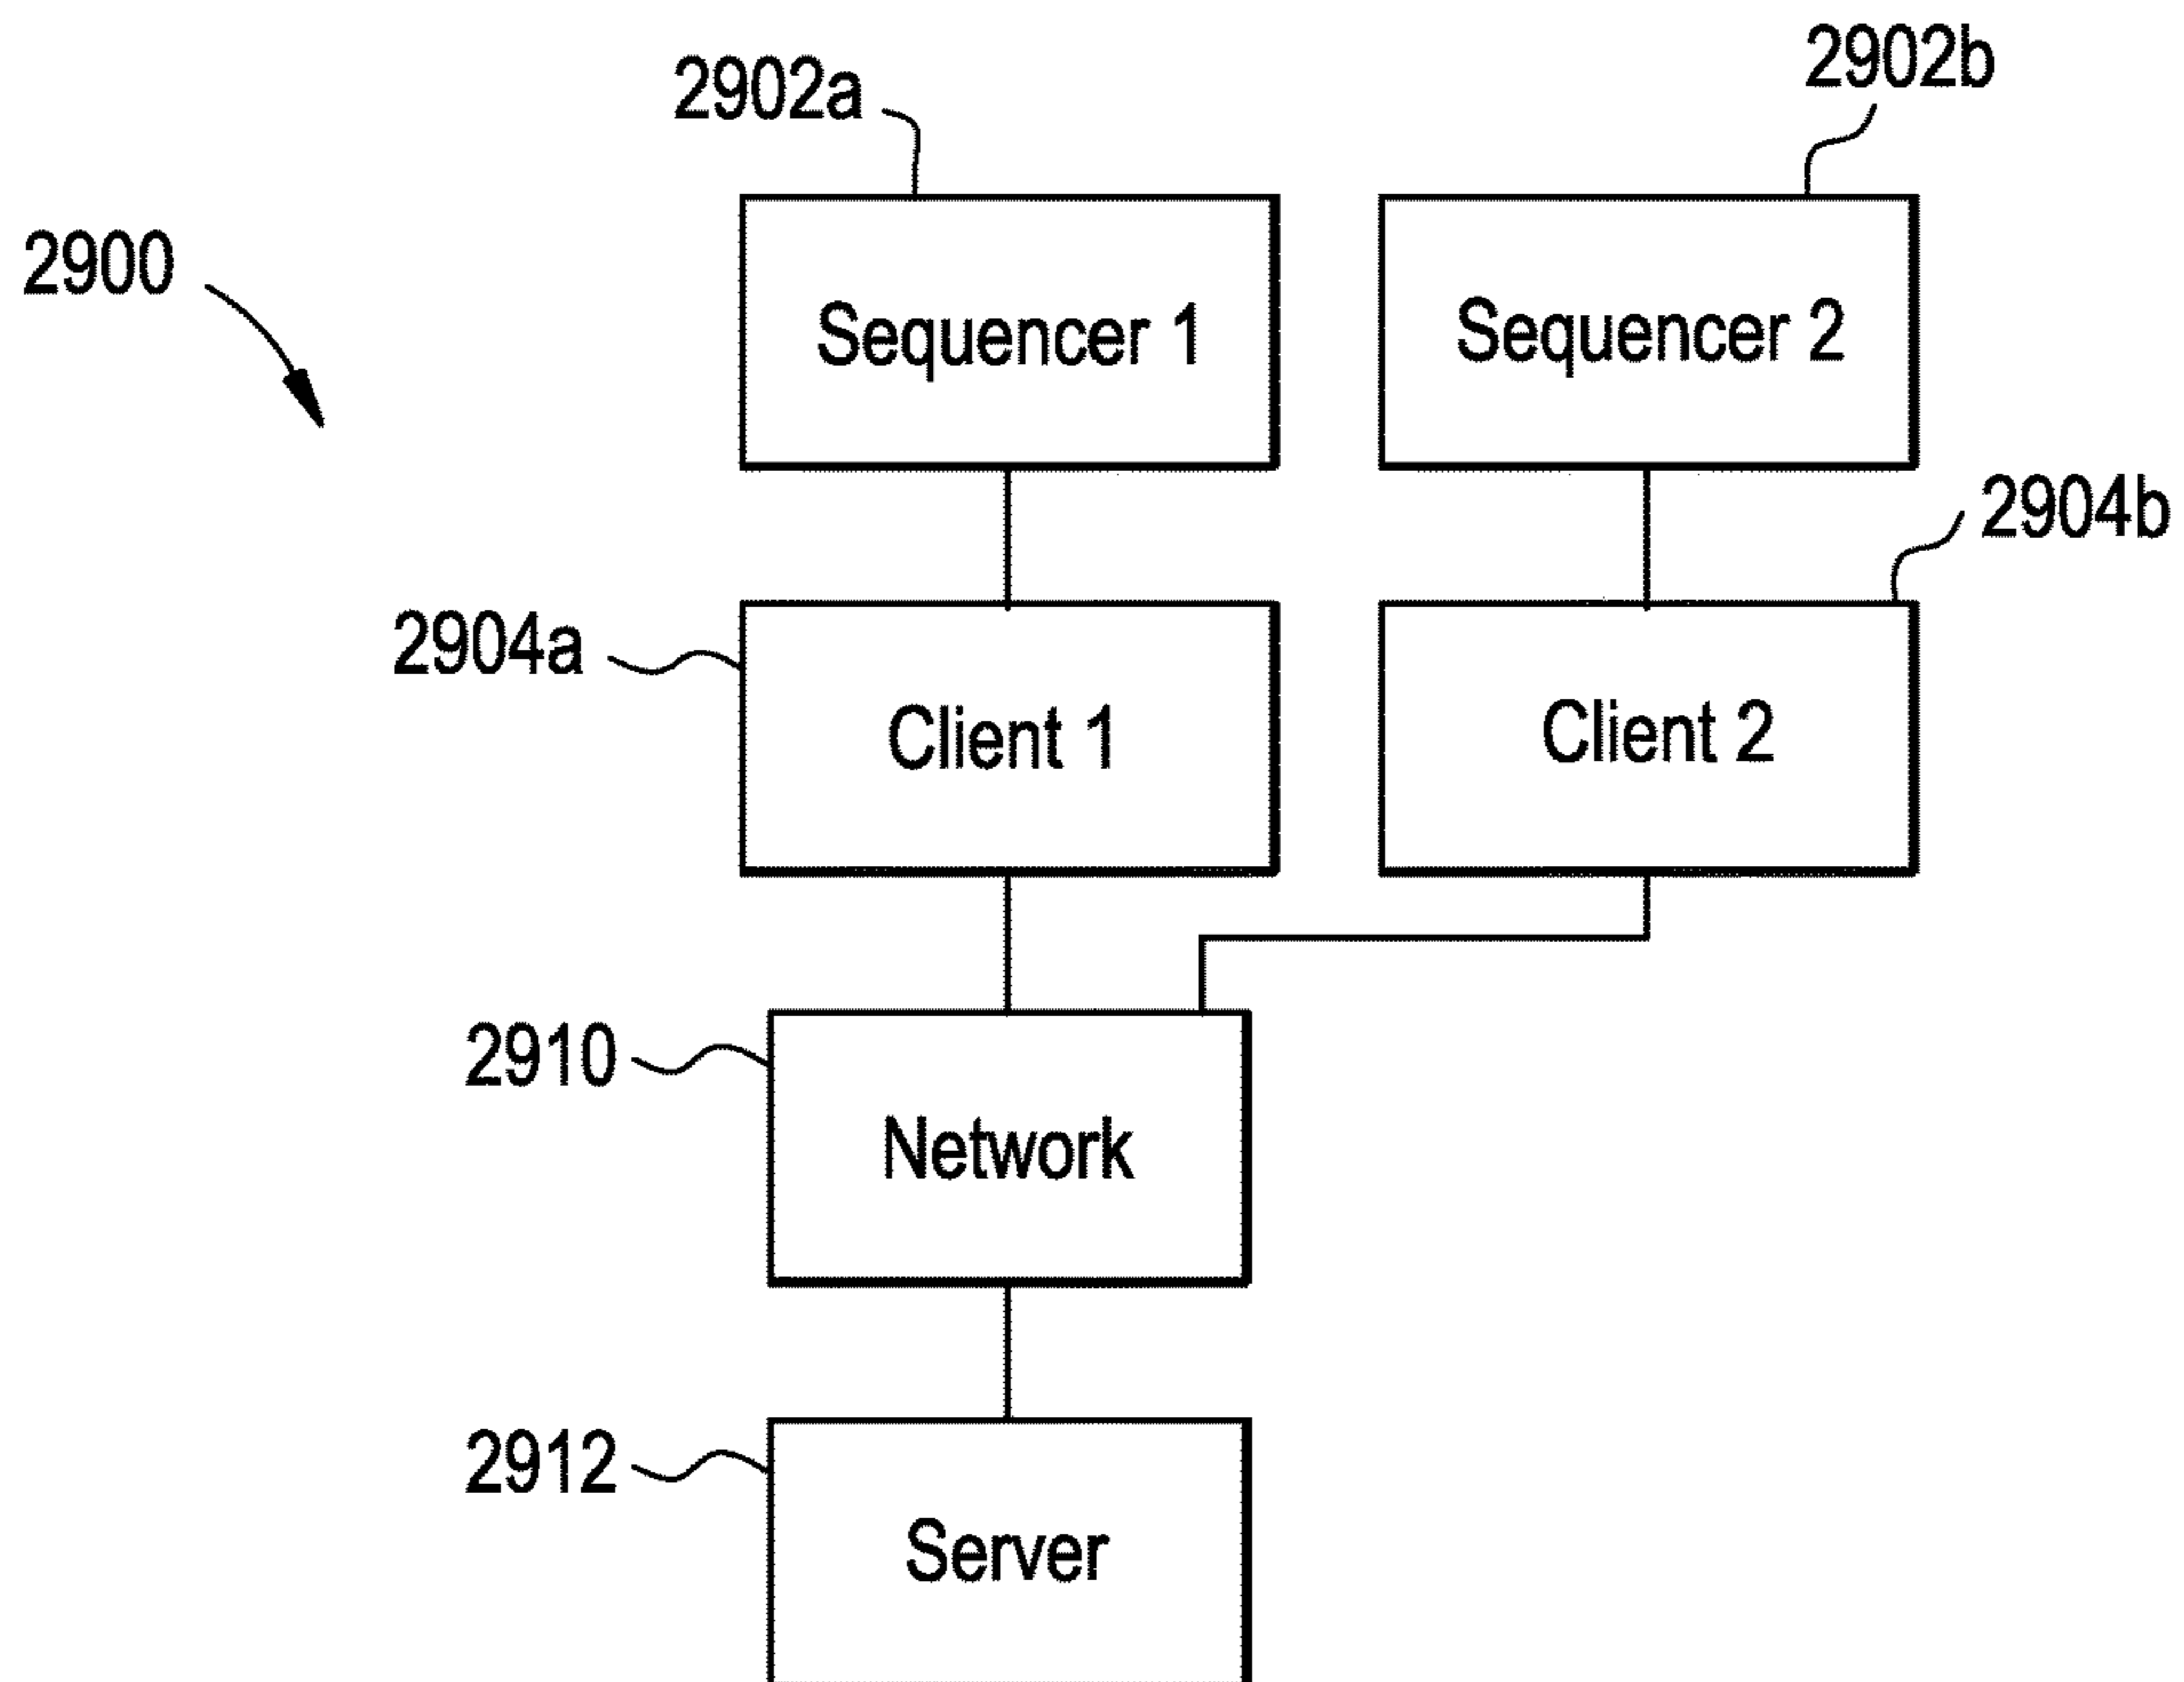 2902b
2902a
2900
Sequencer 1
Sequencer 2
2904b
2904a
Client 1
Client 2
2910
Network
2912
Server